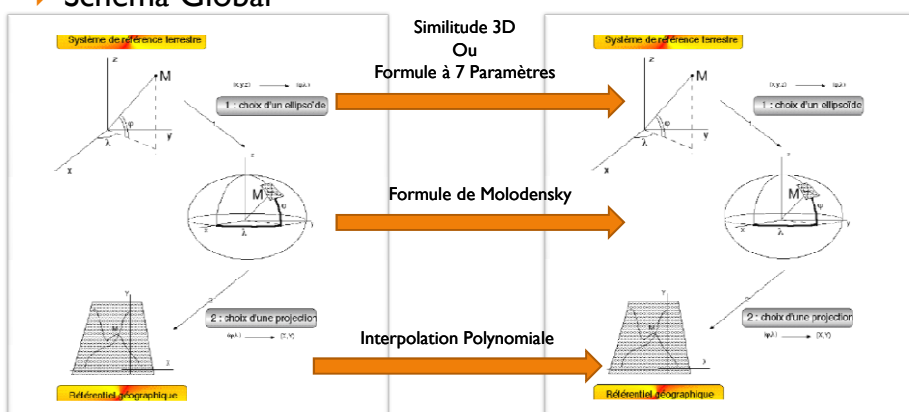 Schéma Global
Système de référence terrestre
z
M
(x,y,z) (φ,λ)
1 : choix d'un ellipsoïde
φ
y
λ
x
M
φ
y
x
λ
2 : choix d'une projection
(φ,λ) (X,Y)
Y
M
X
Référentiel géographique
Similitude 3D
Ou
Formule à 7 Paramètres
Formule de Molodensky
Interpolation Polynomiale
Système de référence terrestre
z
M
(x,y,z) (φ,λ)
1 : choix d'un ellipsoïde
φ
y
λ
x
M
φ
y
x
λ
2 : choix d'une projection
(φ,λ) (X,Y)
Y
M
X
Référentiel géographique